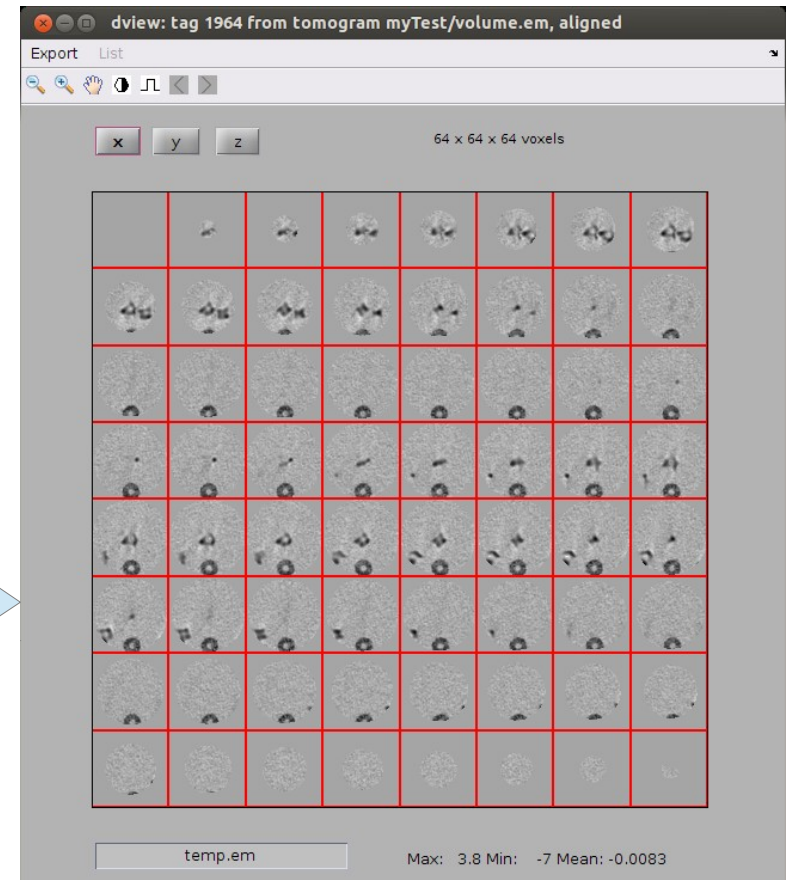 dview: tag 1964 from tomogram myTest/volume.em, aligned
Export List
x y z 64 x 64 x 64 voxels
temp.em Max: 3.8 Min: -7 Mean: -0.0083